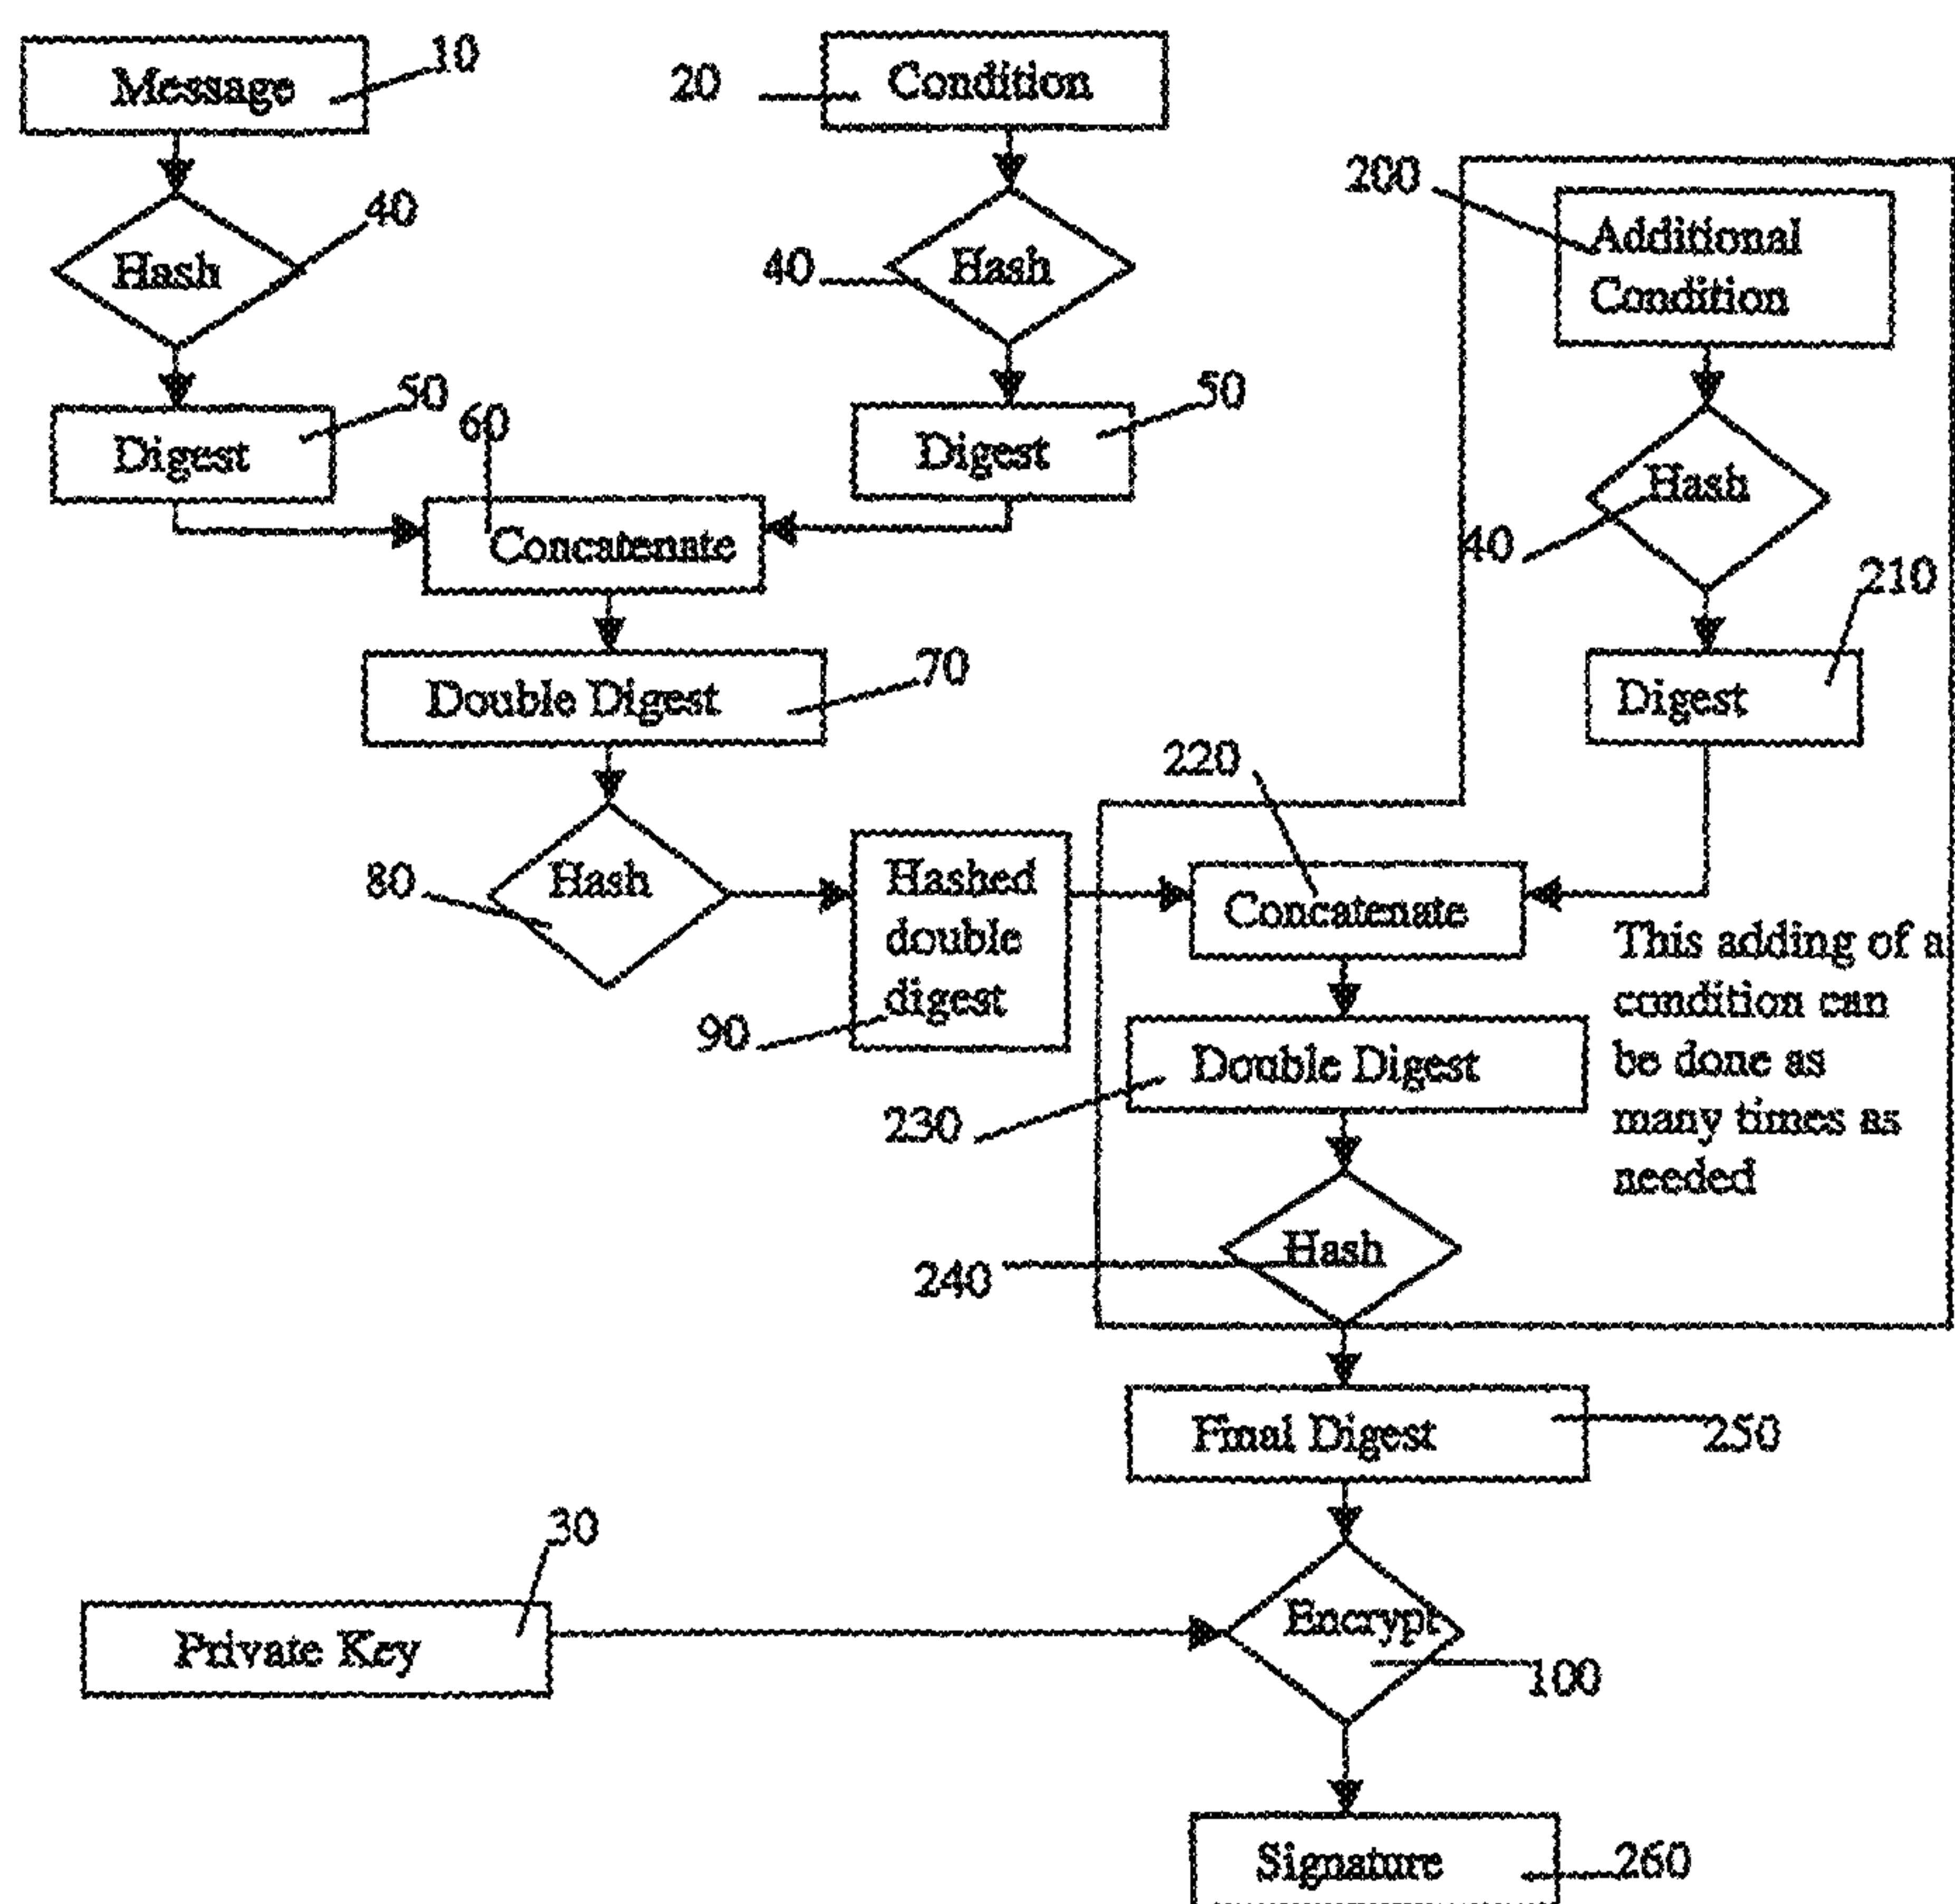 Message
10
20
Condition
200
Additional
Condition
Hash
40
40
Hash
Hash
40
Digest
50
60
Digest
50
Concatenate
210
Digest
Double Digest
70
220
80
Hash
Hashed
double
digest
90
Concatenate
This adding of a
condition can
be done as
many times as
needed
Double Digest
230
Hash
240
Final Digest
250
30
Private Key
Encrypt
100
Signature
260